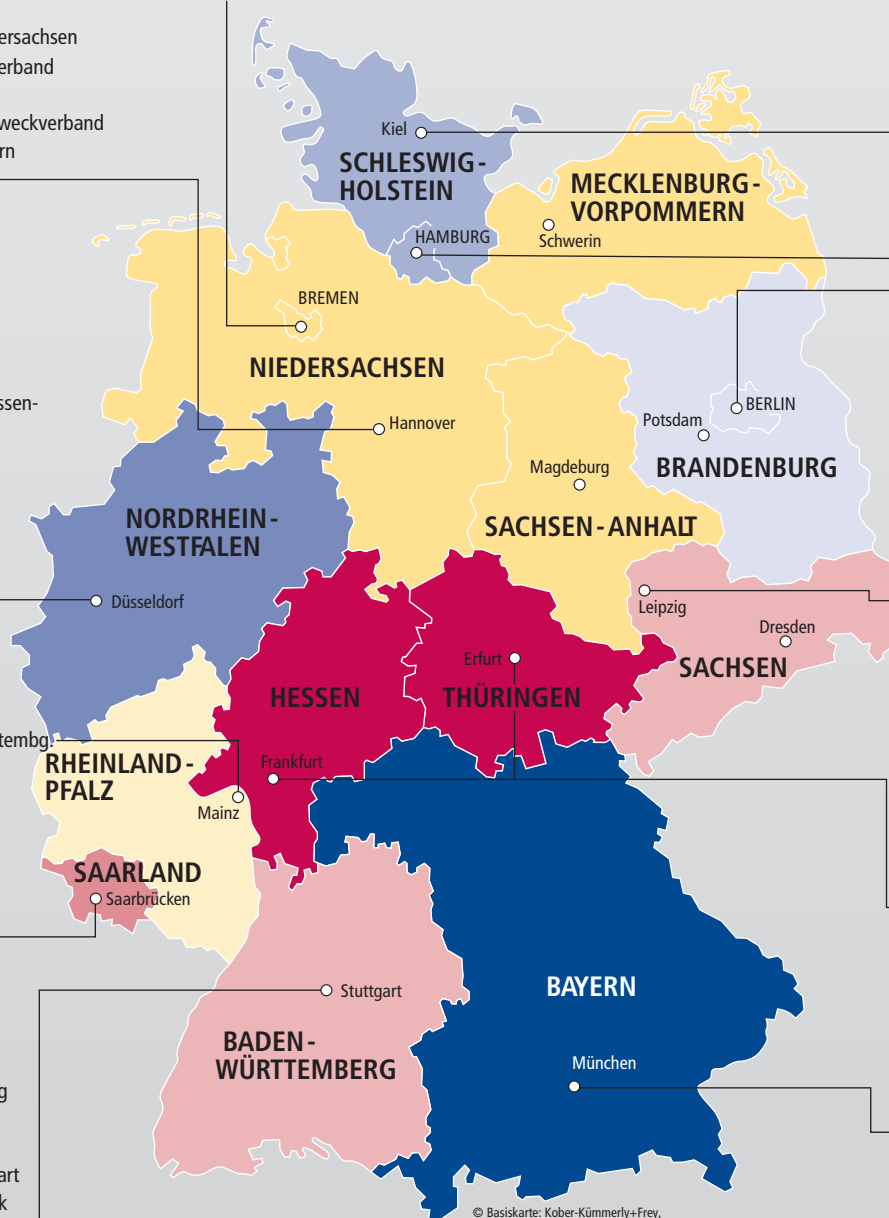 ersachsen
erband
weckverband
rn
Kiel
SCHLESWIG-
HOLSTEIN
MECKLENBURG-
VORPOMMERN
HAMBURG
Schwerin
BREMEN
NIEDERSACHSEN
ssen-
Hannover
BERLIN
Potsdam
BRANDENBURG
Magdeburg
SACHSEN-ANHALT
NORDRHEIN-
WESTFALEN
Düsseldorf
Leipzig
Dresden
SACHSEN
Erfurt
HESSEN
THÜRINGEN
tembg.
RHEINLAND-
PFALZ
Frankfurt
Mainz
SAARLAND
Saarbrücken
Stuttgart
BAYERN
BADEN-
WÜRTTEMBERG
München
g
art
k
© Basiskarte: Kober-Kümmerly+Frey,